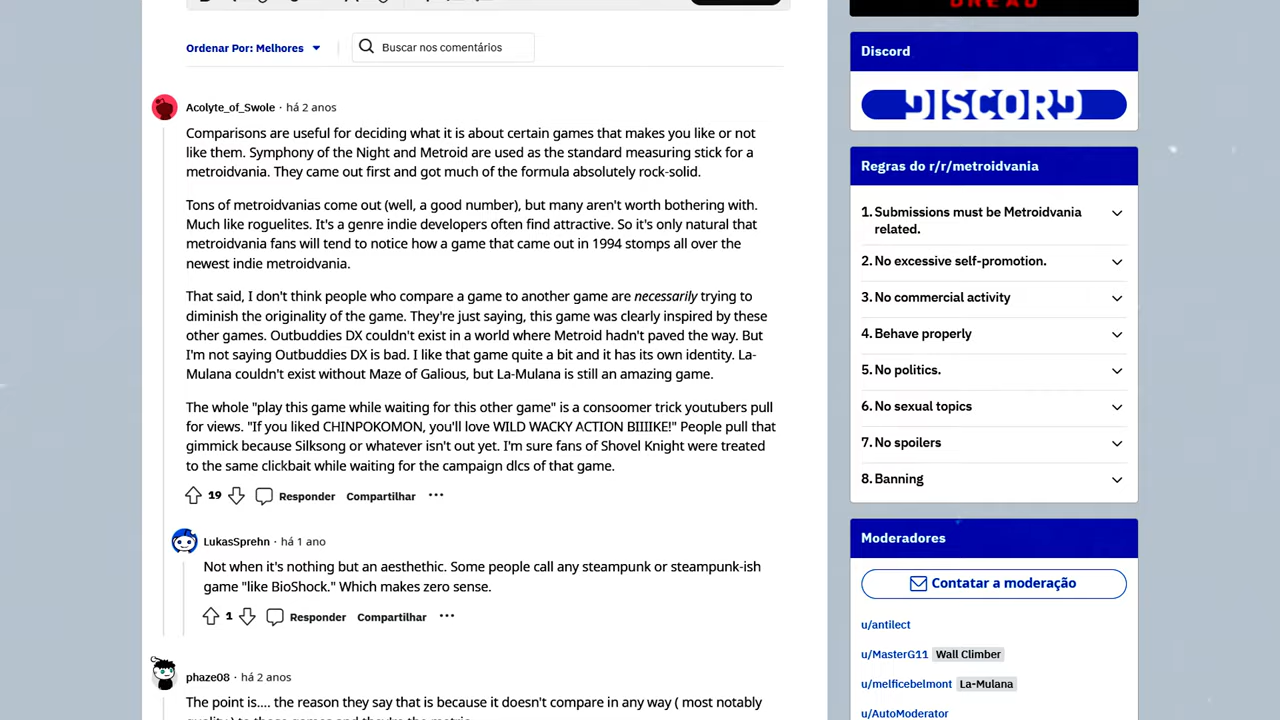 Ordenar Por: Melhores
Buscar nos comentários
Acolyte_of_Swole · há 2 anos
Comparisons are useful for deciding what it is about certain games that makes you like or not
like them. Symphony of the Night and Metroid are used as the standard measuring stick for a
metroidvania. They came out first and got much of the formula absolutely rock-solid.
Tons of metroidvanias come out (well, a good number), but many aren't worth bothering with.
Much like roguelites. It's a genre indie developers often find attractive. So it's only natural that
metroidvania fans will tend to notice how a game that came out in 1994 stomps all over the
newest indie metroidvania.
That said, I don't think people who compare a game to another game are necessarily trying to
diminish the originality of the game. They're just saying, this game was clearly inspired by these
other games. Outbuddies DX couldn't exist in a world where Metroid hadn't paved the way. But
I'm not saying Outbuddies DX is bad. I like that game quite a bit and it has its own identity. La-
Mulana couldn't exist without Maze of Galious, but La-Mulana is still an amazing game.
The whole "play this game while waiting for this other game" is a consoomer trick youtubers pull
for views. "If you liked CHINPOKOMON, you'll love WILD WACKY ACTION BIIIIKE!" People pull that
gimmick because Silksong or whatever isn't out yet. I'm sure fans of Shovel Knight were treated
to the same clickbait while waiting for the campaign dlcs of that game.
19 Responder Compartilhar
LukasSprehn · há 1 ano
Not when it's nothing but an aesthethic. Some people call any steampunk or steampunk-ish
game "like BioShock." Which makes zero sense.
1 Responder Compartilhar
phaze08 · há 2 anos
The point is.... the reason they say that is because it doesn't compare in any way ( most notably
Discord
DISCORD
Regras do r/r/metroidvania
1. Submissions must be Metroidvania
related.
2. No excessive self-promotion.
3. No commercial activity
4. Behave properly
5. No politics.
6. No sexual topics
7. No spoilers
8. Banning
Moderadores
Contatar a moderação
u/antilect
u/MasterG11 Wall Climber
u/melficebelmont La-Mulana
u/AutoModerator